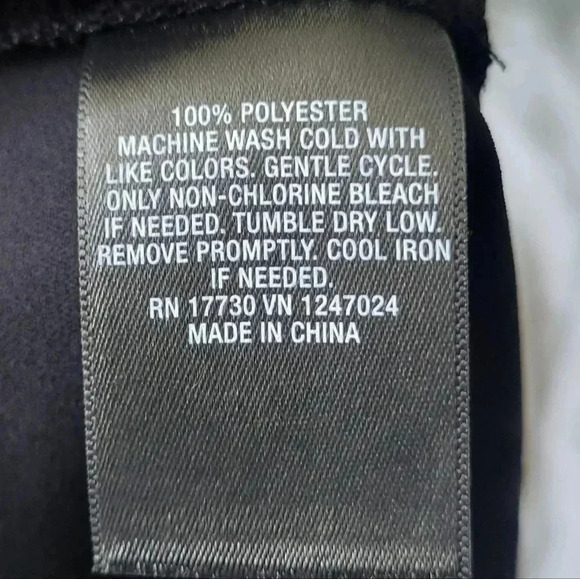 100% POLYESTER
MACHINE WASH COLD WITH
LIKE COLORS. GENTLE CYCLE.
ONLY NON-CHLORINE BLEACH
IF NEEDED. TUMBLE DRY LOW.
REMOVE PROMPTLY. COOL IRON
IF NEEDED.
RN 17730 VN 1247024
MADE IN CHINA